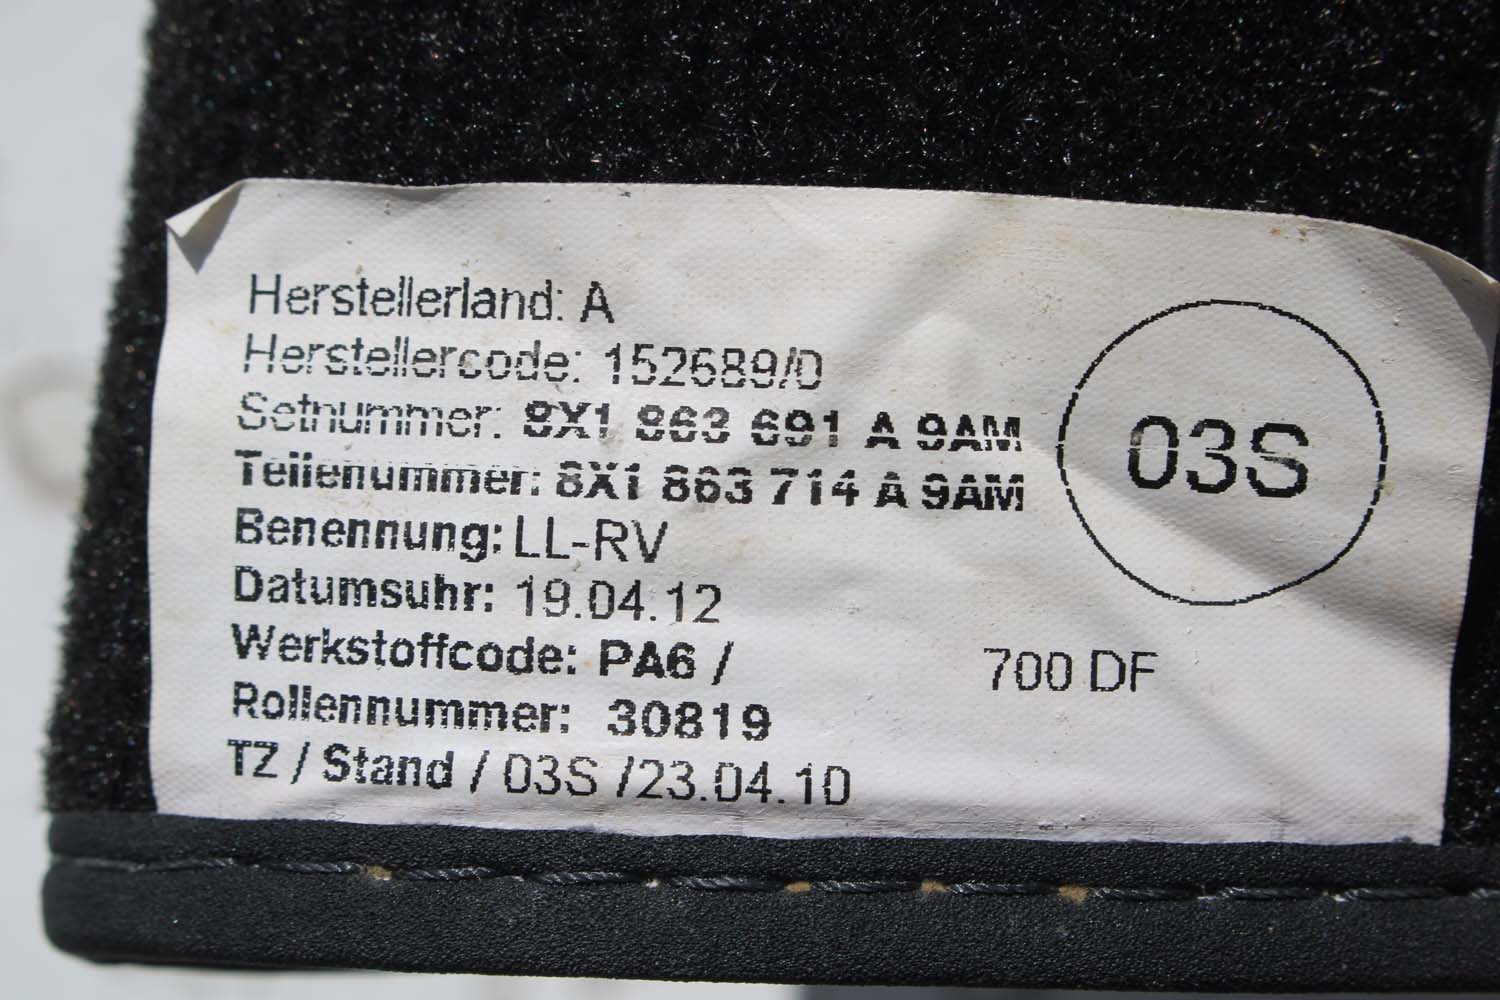 Herstellerland: A
Herstellercode: 152689/0
Setnummer: 8X1 863 691 A 9AM
Teilenummer: 8X1 863 714 A 9AM
03S
Benennung: LL-RV
Datumsuhr: 19.04.12
Werkstoffcode: PA6 / 700 DF
Rollennummer: 30819
TZ / Stand / 03S /23.04.10